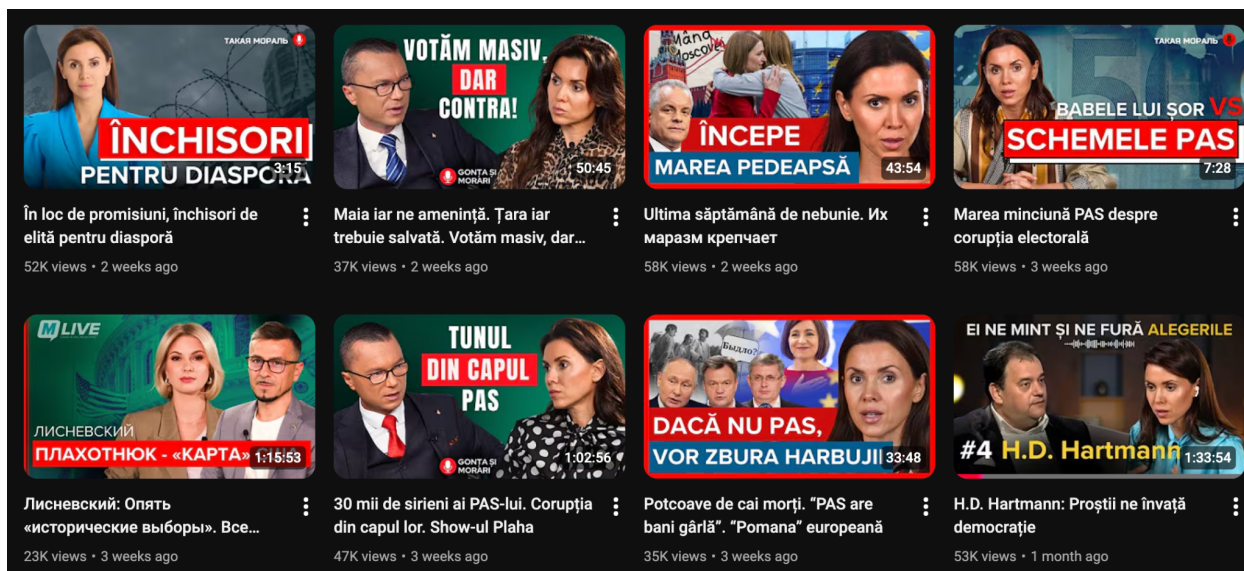 ТАКАЯ МОРАЛЬ
ÎNCHISORI
PENTRU DIASPORA
3:15
VOTĂM MASIV,
DAR
CONTRA!
GONȚA ȘI
MORARI
50:45
Mâna
Moscovei
ÎNCEPE
MAREA PEDEAPSĂ
43:54
ТАКАЯ МОРАЛЬ
BABELE LUI ȘOR VS
SCHEMELE PAS
7:28
În loc de promisiuni, închisori de
elită pentru diasporă
52K views • 2 weeks ago
Maia iar ne amenință. Țara iar
trebuie salvată. Votăm masiv, dar...
37K views • 2 weeks ago
Ultima săptămână de nebunie. Их
маразм крепчает
58K views • 2 weeks ago
Marea minciună PAS despre
corupția electorală
58K views • 3 weeks ago
M LIVE
ЛИСНЕВСКИЙ
ПЛАХОТНЮК - «КАРТА»
1:15:53
TUNUL
DIN CAPUL
PAS
GONȚA ȘI
MORARI
1:02:56
Быдло?
DACĂ NU PAS,
VOR ZBURA HARBUJII
33:48
EI NE MINT ȘI NE FURĂ ALEGERILE
#4 H.D. Hartmann
1:33:54
Лисневский: Опять
«исторические выборы». Все...
23K views • 3 weeks ago
30 mii de sirieni ai PAS-lui. Corupția
din capul lor. Show-ul Plaha
47K views • 3 weeks ago
Potcoave de cai morți. “PAS are
bani gârlă”. “Pomana” europeană
35K views • 3 weeks ago
H.D. Hartmann: Proștii ne învață
democrație
53K views • 1 month ago